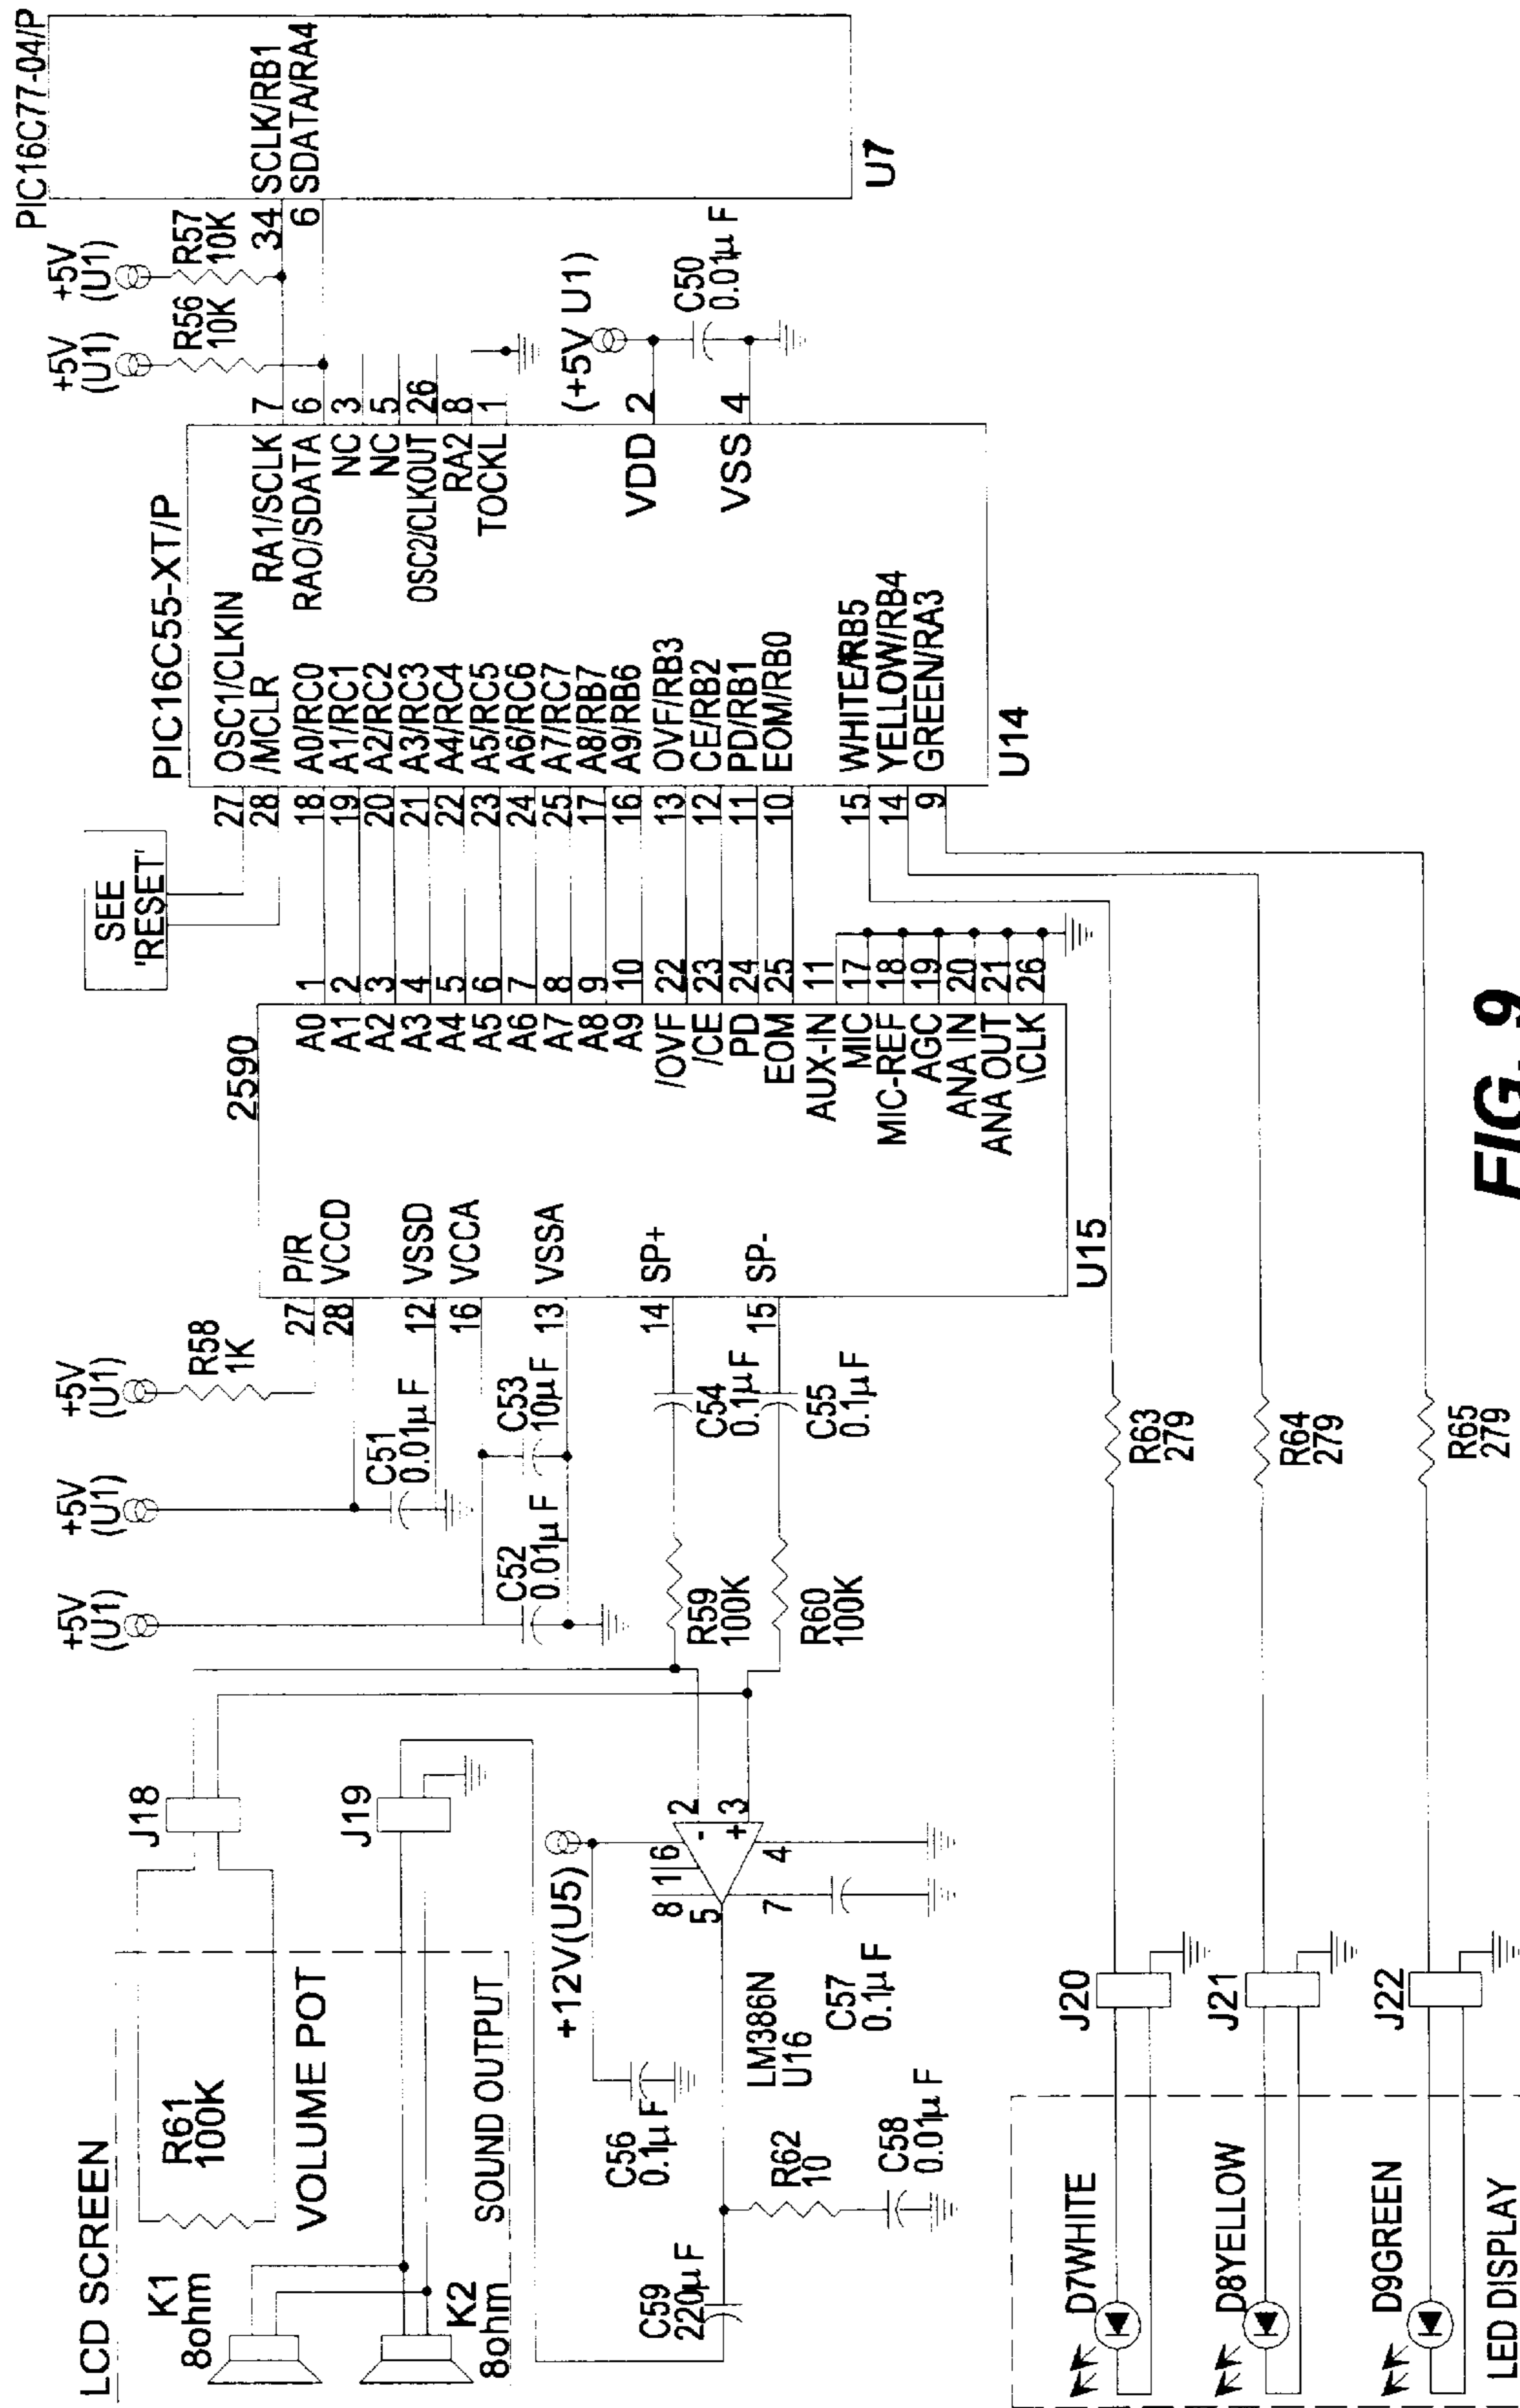 LCD SCREEN
R61
100K
VOLUME POT
K1
8ohm
K2
8ohm
SOUND OUTPUT
J18
J19
+12V(U5)
C56
0.1μF
LM386N
U16
C57
0.1μF
R62
10
C58
0.01μF
C59
220μF
8
1
6
5
2
-
3
+
4
7
+5V
(U1)
+5V
(U1)
+5V
(U1)
R58
1K
C51
0.01μF
C52
0.01μF
C53
10μF
C54
0.1μF
C55
0.1μF
R59
100K
R60
100K
2590
27 P/R
28 VCCD
12 VSSD
16 VCCA
13 VSSA
14 SP+
15 SP-
A0 1
A1 2
A2 3
A3 4
A4 5
A5 6
A6 7
A7 8
A8 9
A9 10
/OVF 22
/CE 23
PD 24
EOM 25
AUX-IN 11
MIC 17
MIC-REF 18
AGC 19
ANA IN 20
ANA OUT 21
\CLK 26
U15
SEE
'RESET'
PIC16C55-XT/P
27 OSC1/CLKIN
28 /MCLR
18 A0/RC0
19 A1/RC1
20 A2/RC2
21 A3/RC3
22 A4/RC4
23 A5/RC5
24 A6/RC6
25 A7/RC7
17 A8/RB7
16 A9/RB6
13 OVF/RB3
12 CE/RB2
11 PD/RB1
10 EOM/RB0
15 WHITE/RB5
14 YELLOW/RB4
9 GREEN/RA3
RA1/SCLK 7
RAO/SDATA 6
NC 3
NC 5
OSC2/CLKOUT 26
RA2 8
TOCKL 1
VDD 2
VSS 4
U14
+5V
(U1)
R56
10K
+5V
(U1)
R57
10K
(+5V U1)
C50
0.01μF
PIC16C77-04/P
34 SCLK/RB1
6 SDATA/RA4
U7
D7WHITE
J20
R63
279
D8YELLOW
J21
R64
279
D9GREEN
J22
R65
279
LED DISPLAY
FIG. 9